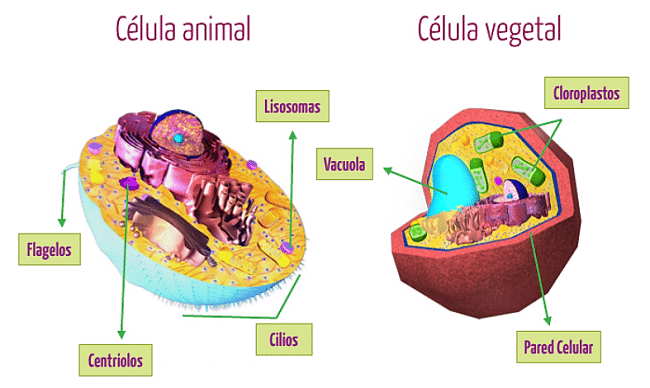 Célula animal
Célula vegetal
Lisosomas
Cloroplastos
Vacuola
Flagelos
Cilios
Pared Celular
Centriolos